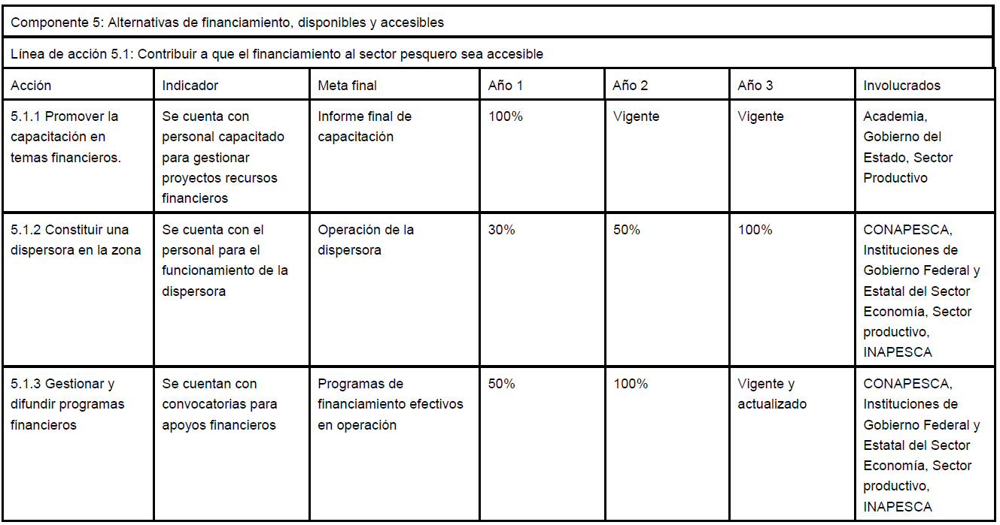 Componente 5: Alternativas de financiamiento, disponibles y accesibles
Línea de acción 5.1: Contribuir a que el financiamiento al sector pesquero sea accesible
Acción
Indicador
Meta final
Año 1
Año 2
Año 3
Involucrados
5.1.1 Promover la
capacitación en
temas financieros.
Se cuenta con
personal capacitado
para gestionar
proyectos recursos
financieros
Informe final de
capacitación
100%
Vigente
Vigente
Academia,
Gobierno del
Estado, Sector
Productivo
5.1.2 Constituir una
dispersora en la zona
Se cuenta con el
personal para el
funcionamiento de la
dispersora
Operación de la
dispersora
30%
50%
100%
CONAPESCA,
Instituciones de
Gobierno Federal y
Estatal del Sector
Economía, Sector
productivo,
INAPESCA
5.1.3 Gestionar y
difundir programas
financieros
Se cuentan con
convocatorias para
apoyos financieros
Programas de
financiamiento efectivos
en operación
50%
100%
Vigente y
actualizado
CONAPESCA,
Instituciones de
Gobierno Federal y
Estatal del Sector
Economía, Sector
productivo,
INAPESCA